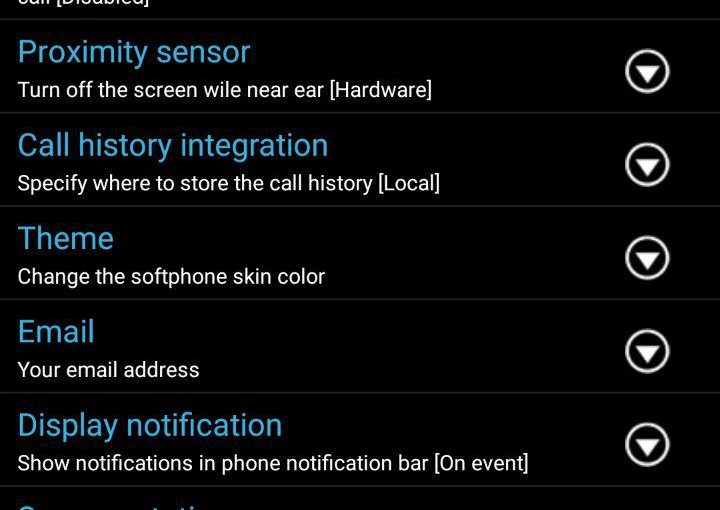 call [Disabled]
Proximity sensor
Turn off the screen wile near ear [Hardware]
Call history integration
Specify where to store the call history [Local]
Theme
Change the softphone skin color
Email
Your email address
Display notification
Show notifications in phone notification bar [On event]